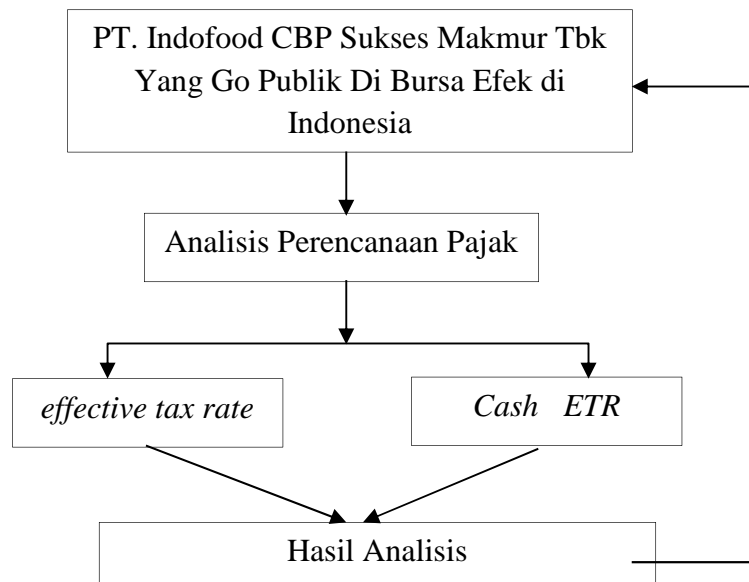 PT. Indofood CBP Sukses Makmur Tbk
Yang Go Publik Di Bursa Efek di
Indonesia
Analisis Perencanaan Pajak
effective tax rate
Cash ETR
Hasil Analisis